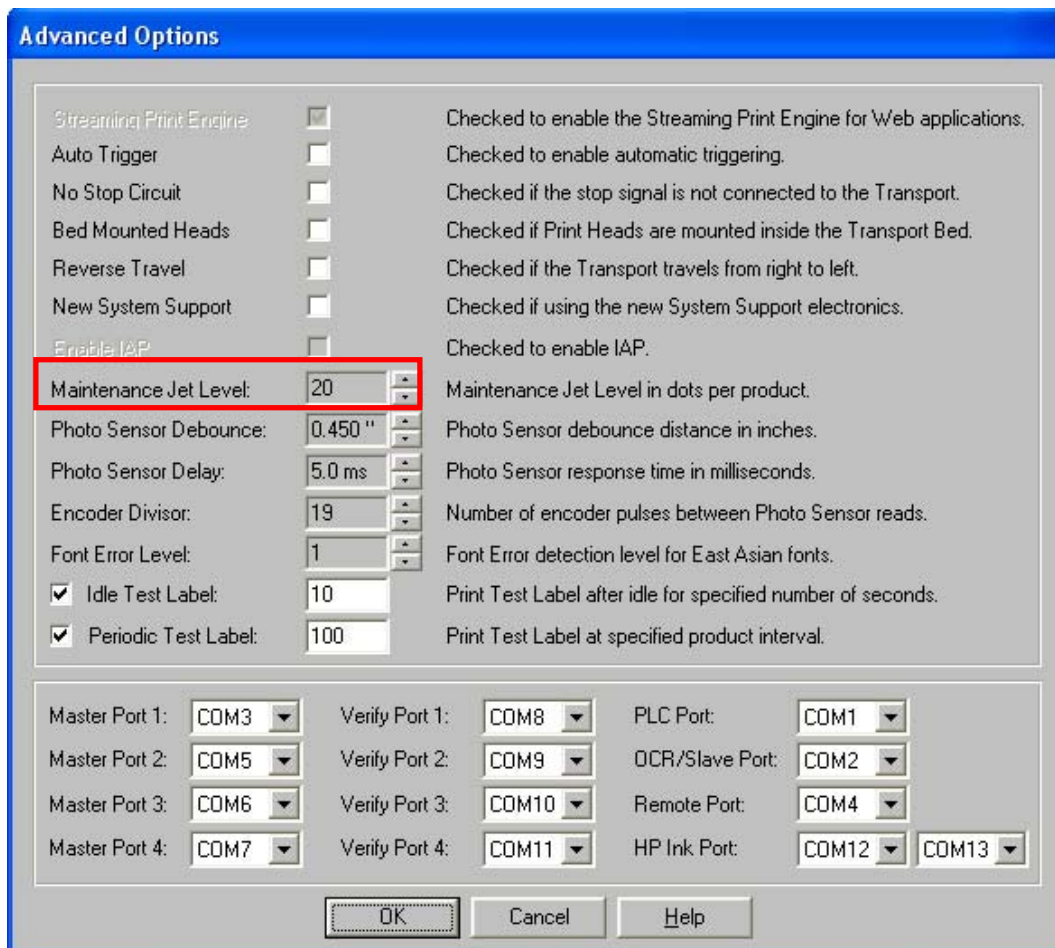 Advanced Options
Streaming Print Engine Checked to enable the Streaming Print Engine for Web applications.
Auto Trigger Checked to enable automatic triggering.
No Stop Circuit Checked if the stop signal is not connected to the Transport.
Bed Mounted Heads Checked if Print Heads are mounted inside the Transport Bed.
Reverse Travel Checked if the Transport travels from right to left.
New System Support Checked if using the new System Support electronics.
Enable IAP Checked to enable IAP.
Maintenance Jet Level: 20 Maintenance Jet Level in dots per product.
Photo Sensor Debounce: 0.450 " Photo Sensor debounce distance in inches.
Photo Sensor Delay: 5.0 ms Photo Sensor response time in milliseconds.
Encoder Divisor: 19 Number of encoder pulses between Photo Sensor reads.
Font Error Level: 1 Font Error detection level for East Asian fonts.
Idle Test Label: 10 Print Test Label after idle for specified number of seconds.
Periodic Test Label: 100 Print Test Label at specified product interval.
Master Port 1: COM3 Verify Port 1: COM8 PLC Port: COM1
Master Port 2: COM5 Verify Port 2: COM9 OCR/Slave Port: COM2
Master Port 3: COM6 Verify Port 3: COM10 Remote Port: COM4
Master Port 4: COM7 Verify Port 4: COM11 HP Ink Port: COM12 COM13
OK Cancel Help